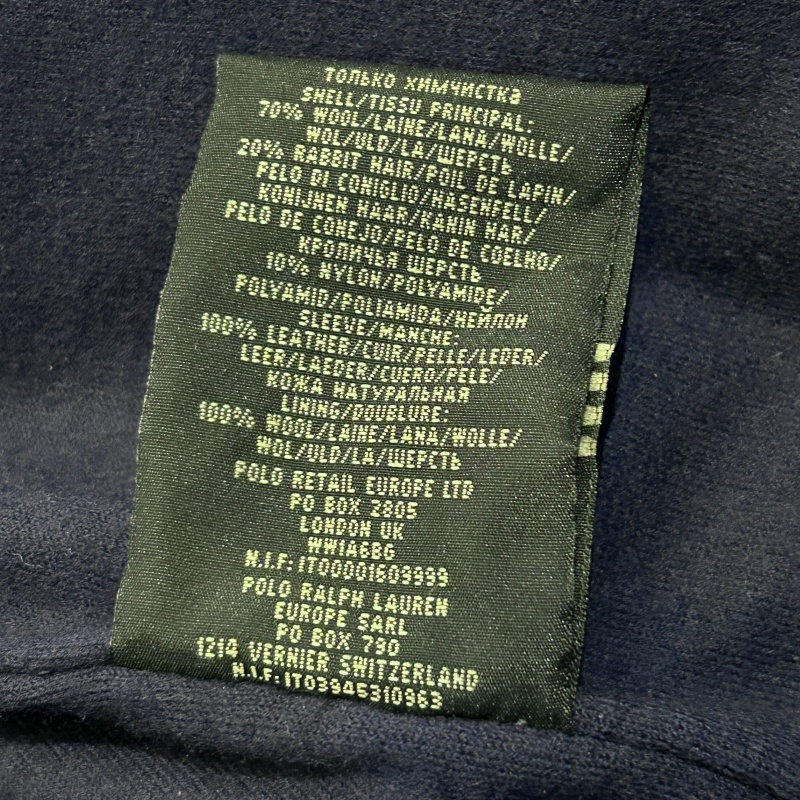 ТОЛЬКО ХИМЧИСТКА
SHELL/TISSU PRINCIPAL:
70% WOOL/LAINE/LANA/WOLLE/
WOL/ULD/LA/ШЕРСТЬ
20% RABBIT HAIR/POIL DE LAPIN/
PELO DI CONIGLIO/HASENFELL/
KONIJNEN HAAR/KANIN HAR/
PELO DE CONEJO/PELO DE COELHO/
КРОЛИЧЬЯ ШЕРСТЬ
10% NYLON/POLYAMIDE/
POLYAMID/POLIAMIDA/НЕЙЛОН
SLEEVE/MANCHE:
100% LEATHER/CUIR/PELLE/LEDER/
LEER/LAEDER/CUERO/PELE/
КОЖА НАТУРАЛЬНАЯ
LINING/DOUBLURE:
100% WOOL/LAINE/LANA/WOLLE/
WOL/ULD/LA/ШЕРСТЬ
POLO RETAIL EUROPE LTD
PO BOX 2805
LONDON UK
WW1A6BG
N.I.F: IT00001609999
POLO RALPH LAUREN
EUROPE SARL
PO BOX 790
1214 VERNIER SWITZERLAND
N.I.F: IT03945310963